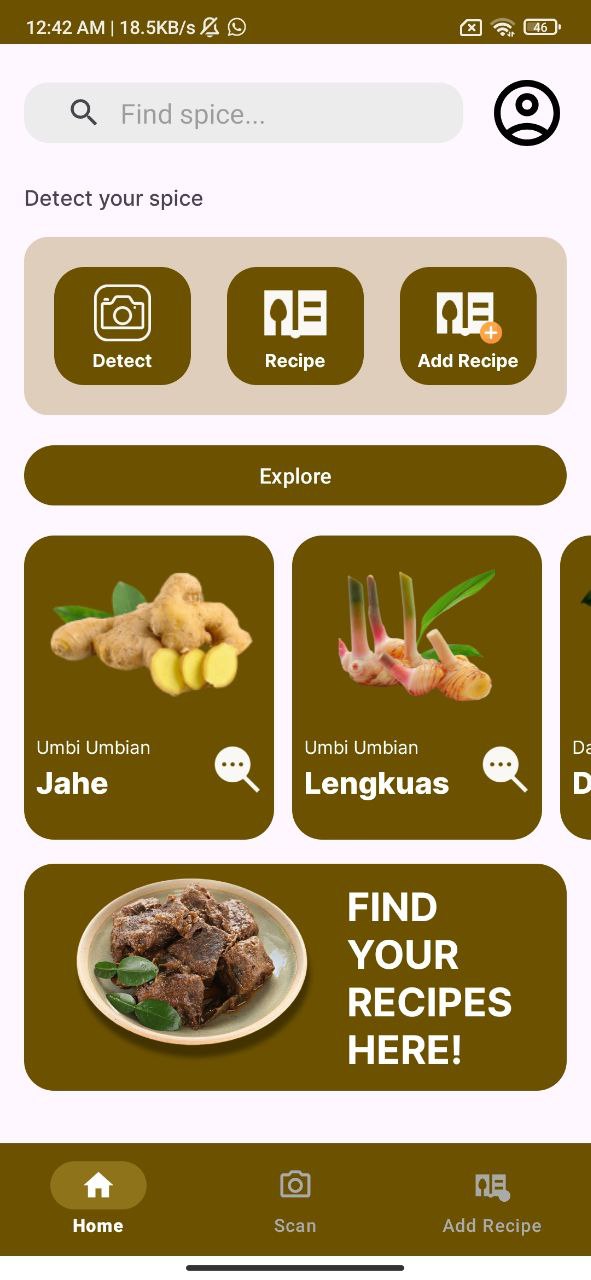 12:42 AM | 18.5KB/s
46
Find spice...
Detect your spice
Detect
Recipe
Add Recipe
Explore
Umbi Umbian
Jahe
Umbi Umbian
Lengkuas
Da
D
FIND
YOUR
RECIPES
HERE!
Home
Scan
Add Recipe